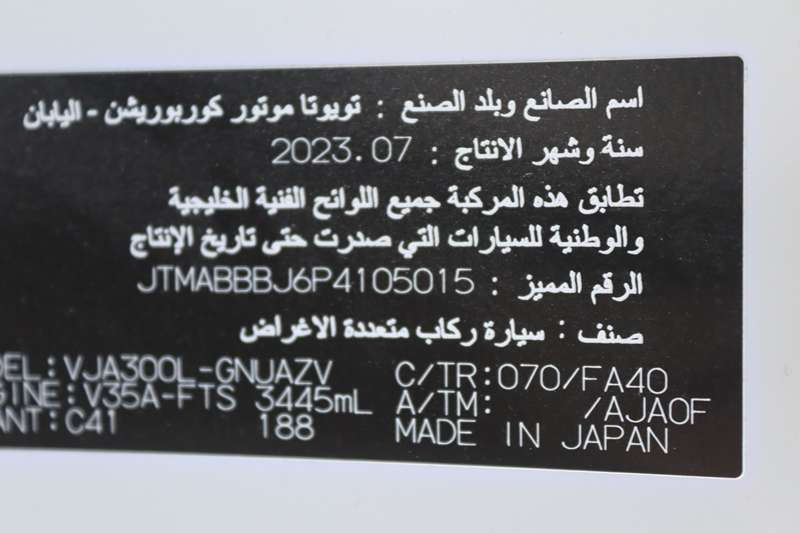 اسم الصانع وبلد الصنع : تويوتا موتور كوربوريشن - اليابان
سنة وشهر الانتاج : 2023.07
تطابق هذه المركبة جميع اللوائح الفنية الخليجية
والوطنية للسيارات التي صدرت حتى تاريخ الإنتاج
الرقم المميز : JTMABBBJ6P4105015
صنف : سيارة ركاب متعددة الاغراض
DEL:VJA300L-GNUAZV C/TR:070/FA40
GINE:V35A-FTS 3445mL A/TM: /AJA0F
ANT:C41 188 MADE IN JAPAN